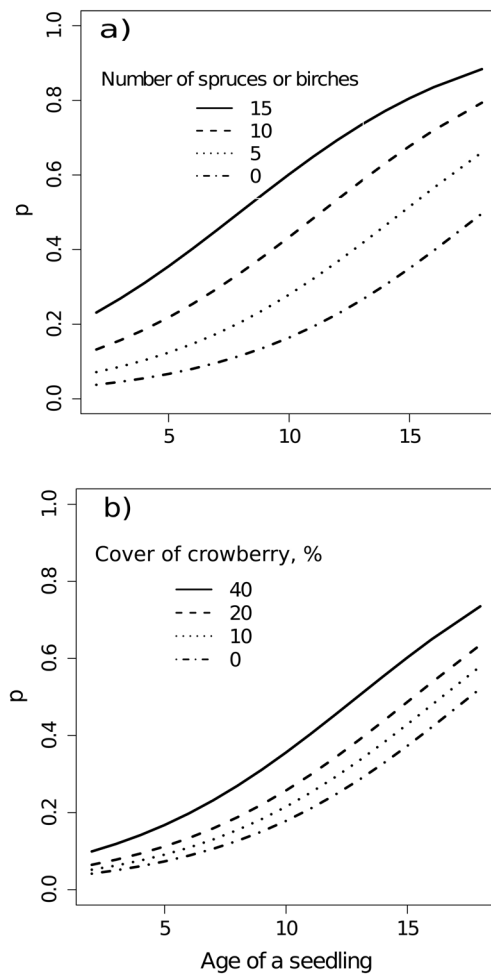 a)
Number of spruces or birches
15
10
5
0
p
0.0 0.2 0.4 0.6 0.8 1.0
5 10 15
b)
Cover of crowberry, %
40
20
10
0
p
0.0 0.2 0.4 0.6 0.8 1.0
5 10 15
Age of a seedling